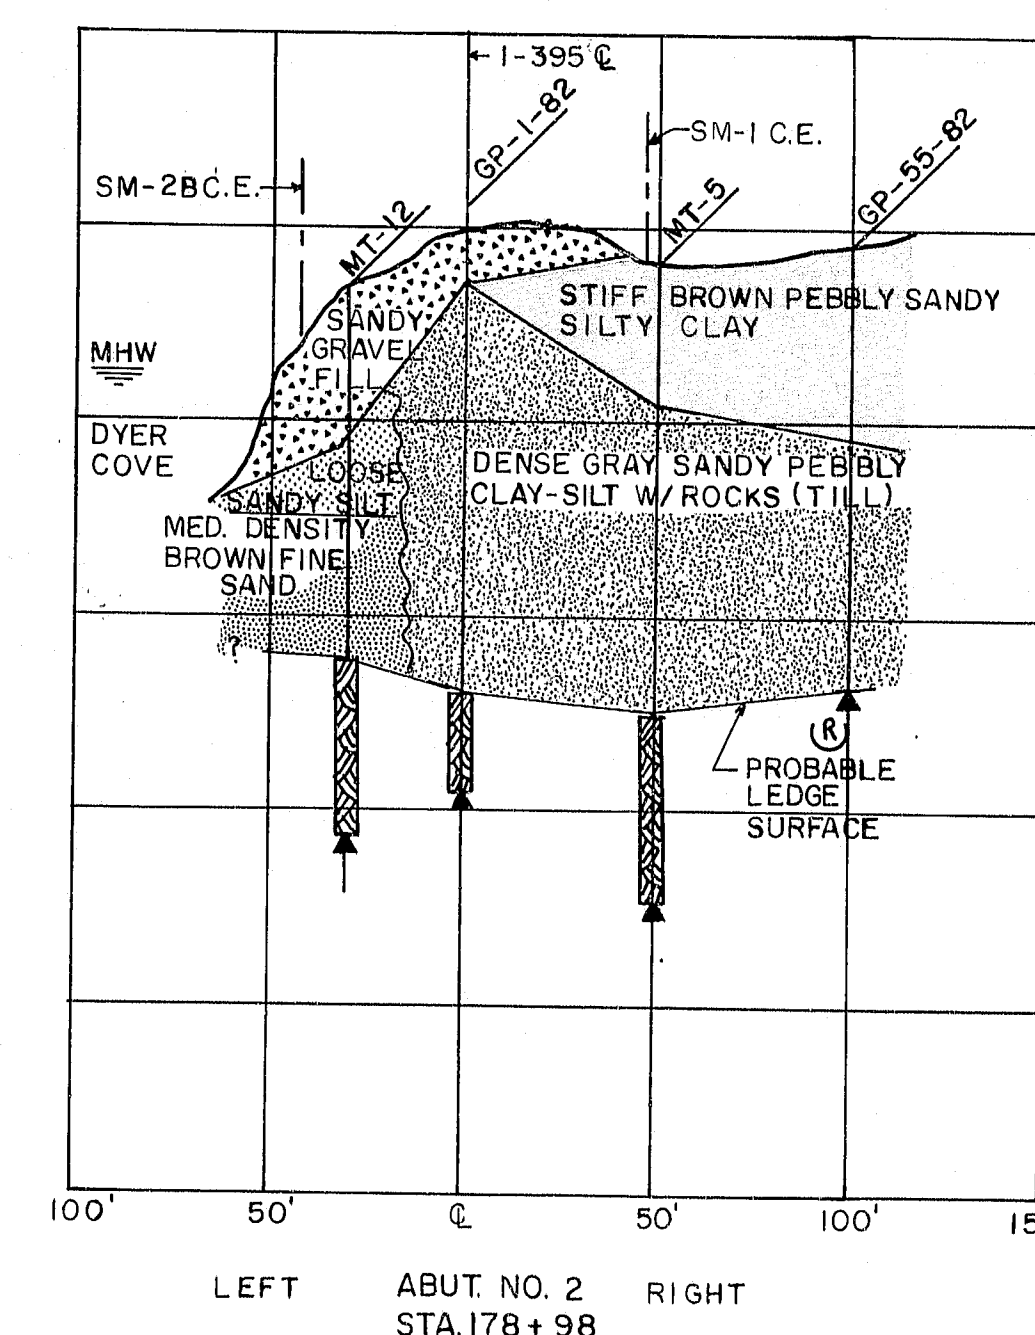 I-395 ℄
GP-1-82
SM-1 C.E.
GP-55-82
SM-2B C.E.
MT-12
MT-5
STIFF BROWN PEBBLY SANDY
SILTY CLAY
SANDY
GRAVEL
FILL
MHW
DYER
COVE
LOOSE
SANDY SILT
DENSE GRAY SANDY PEBBLY
CLAY-SILT W/ROCKS (TILL)
MED. DENSITY
BROWN FINE
SAND
?
R
PROBABLE
LEDGE
SURFACE
100' 50' ℄ 50' 100' 15
LEFT ABUT. NO. 2 RIGHT
STA. 178+98